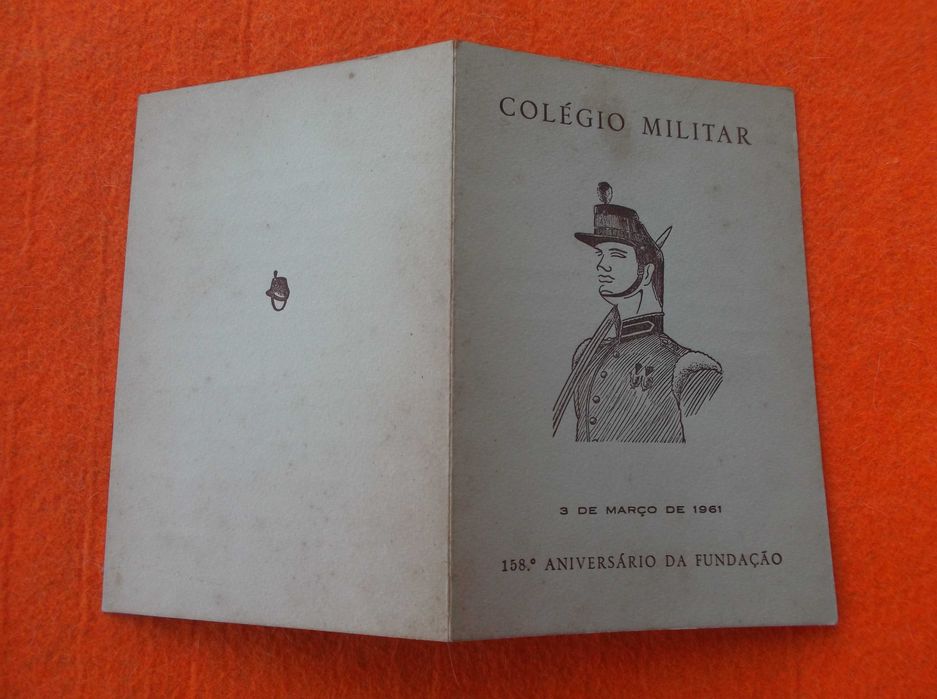 COLÉGIO MILITAR
3 DE MARÇO DE 1961
158.º ANIVERSÁRIO DA FUNDAÇÃO